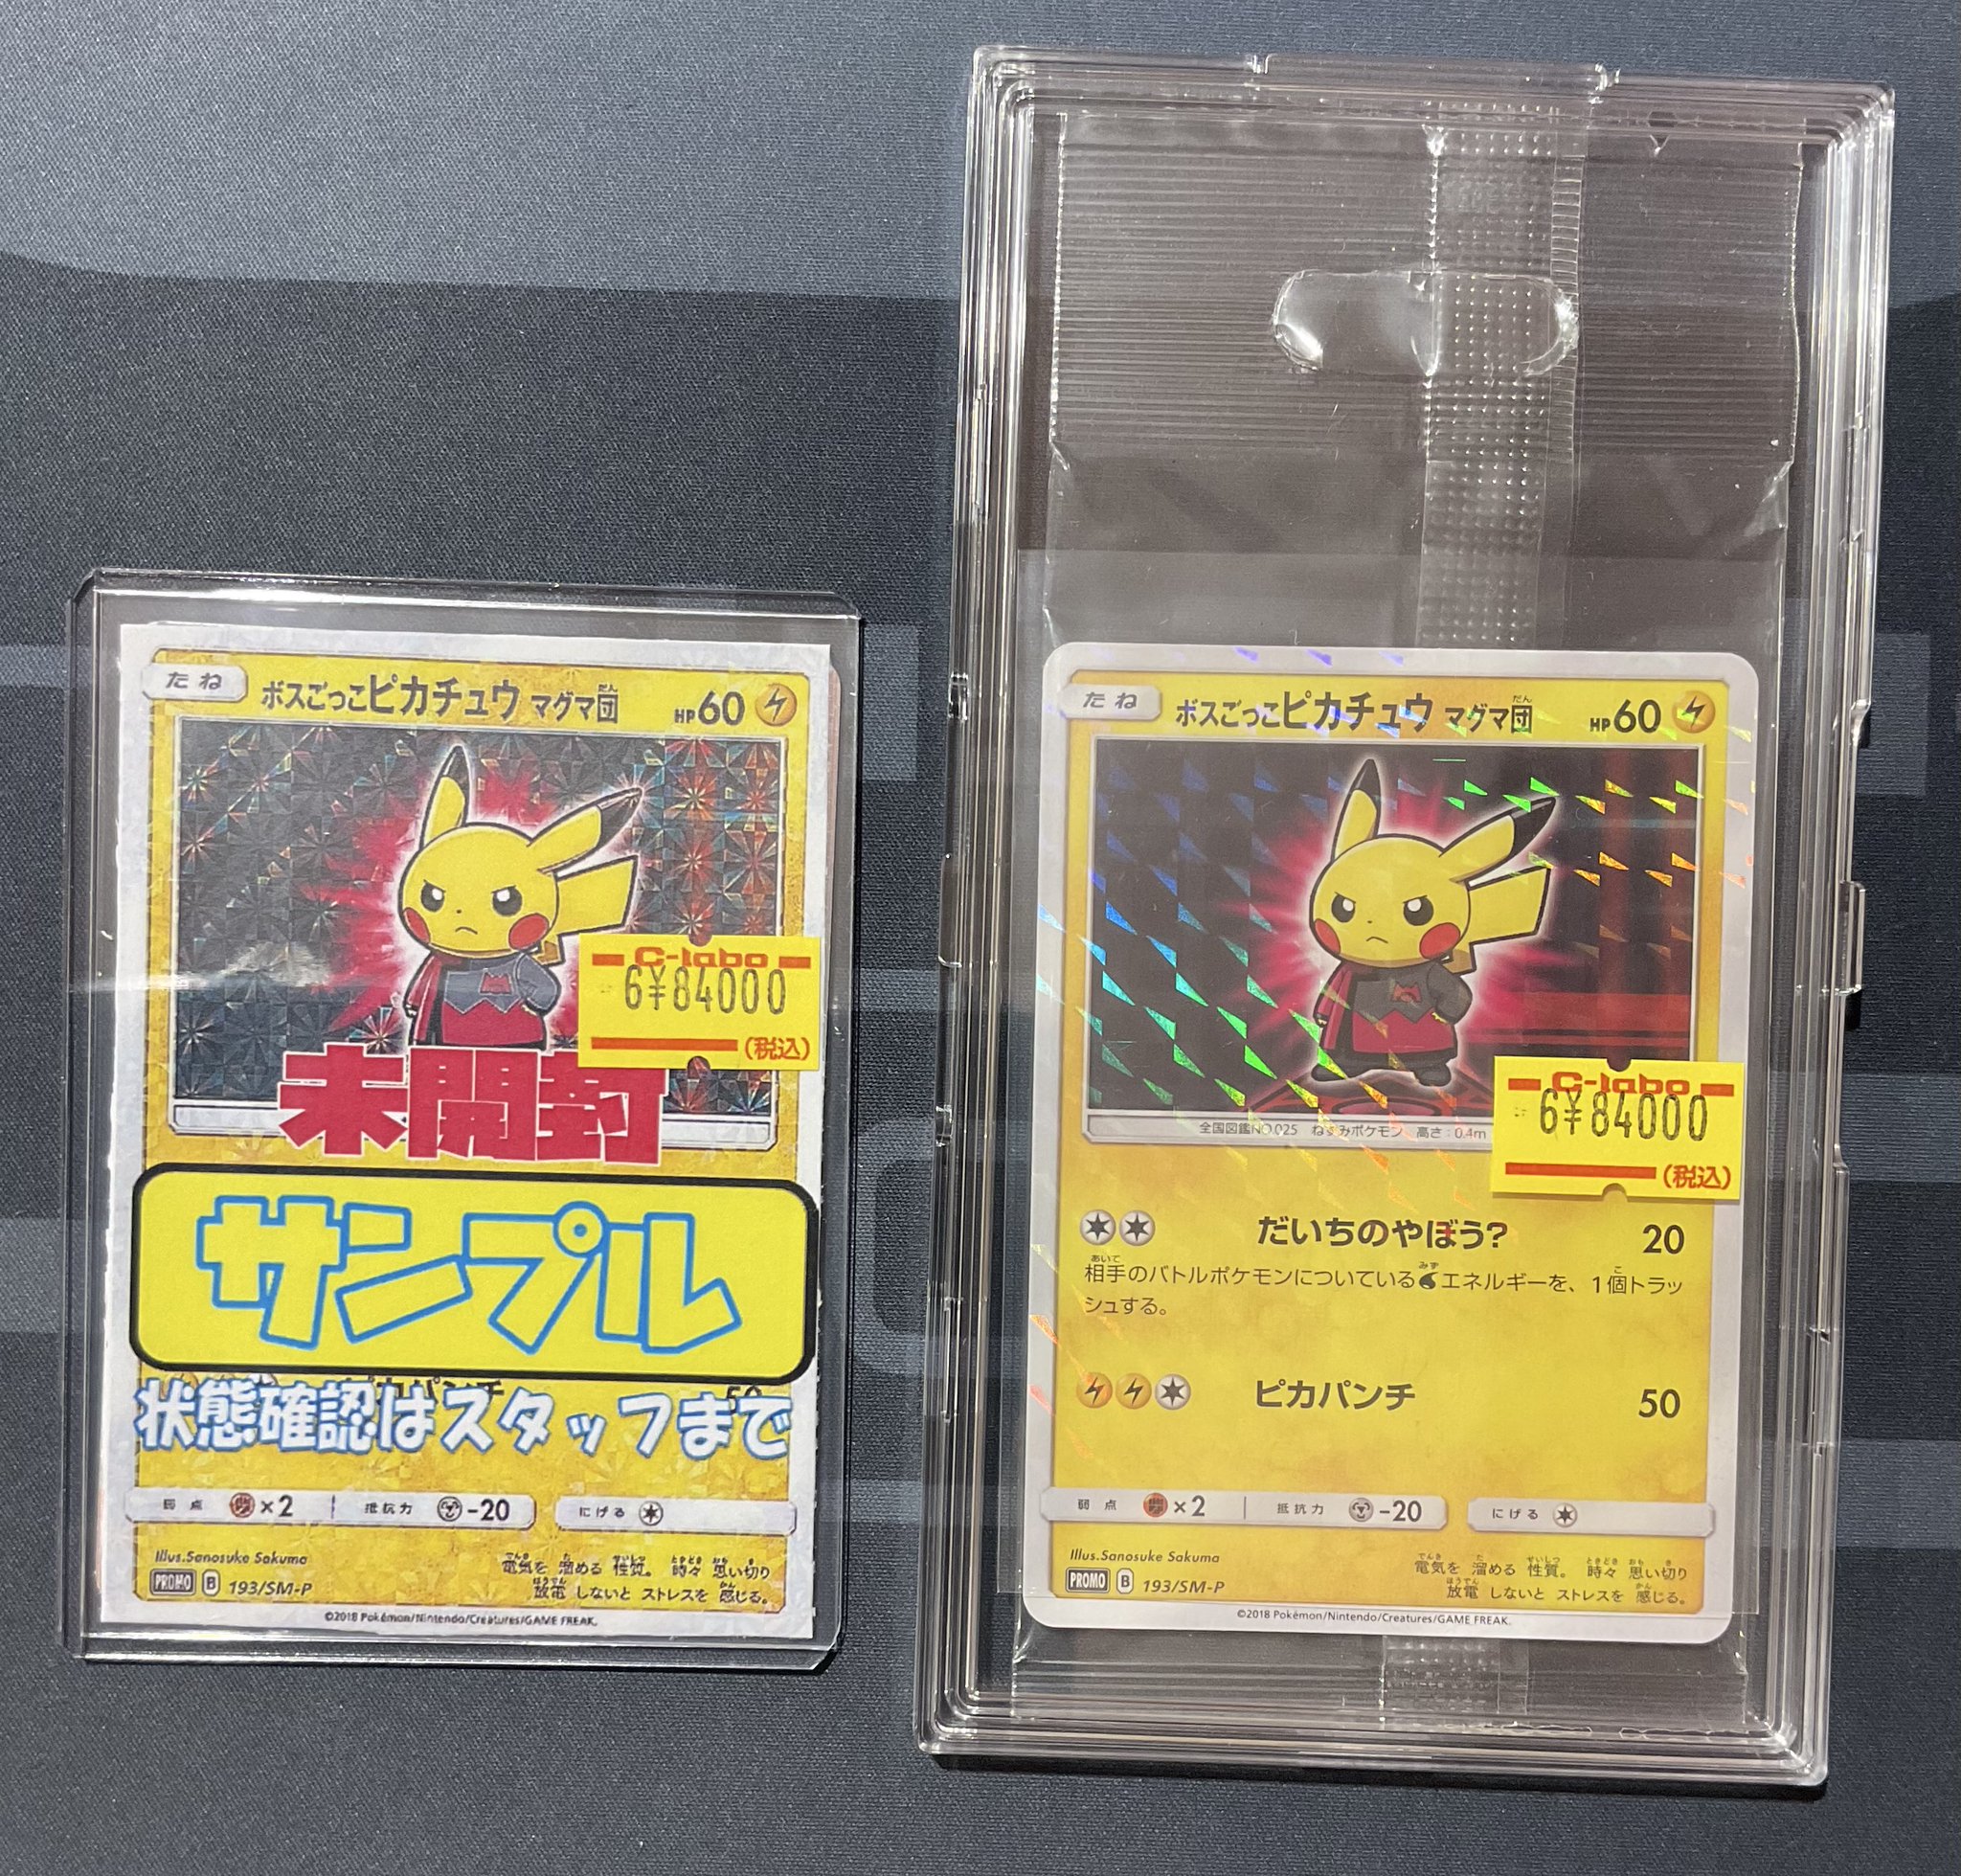 たね ボスごっこピカチュウ マグマ団 HP60
C-labo
6¥84000
(税込)
未開封
サンプル
ピカパンチ 50
状態確認はスタッフまで
弱点 ×2 抵抗力 -20 にげる
Illus.Sanosuke Sakuma
PROMO B 193/SM-P
電気を 溜める 性質。 時々 思い切り
放電 しないと ストレスを 感じる。
©2018 Pokémon/Nintendo/Creatures/GAME FREAK.
たね ボスごっこピカチュウ マグマ団 HP60
C-labo
6¥84000
(税込)
全国図鑑NO.025 ねずみポケモン 高さ:0.4m
だいちのやぼう? 20
相手のバトルポケモンについているエネルギーを、1個トラッ
シュする。
ピカパンチ 50
弱点 ×2 抵抗力 -20 にげる
Illus.Sanosuke Sakuma
PROMO B 193/SM-P
電気を 溜める 性質。 時々 思い切り
放電 しないと ストレスを 感じる。
©2018 Pokémon/Nintendo/Creatures/GAME FREAK.